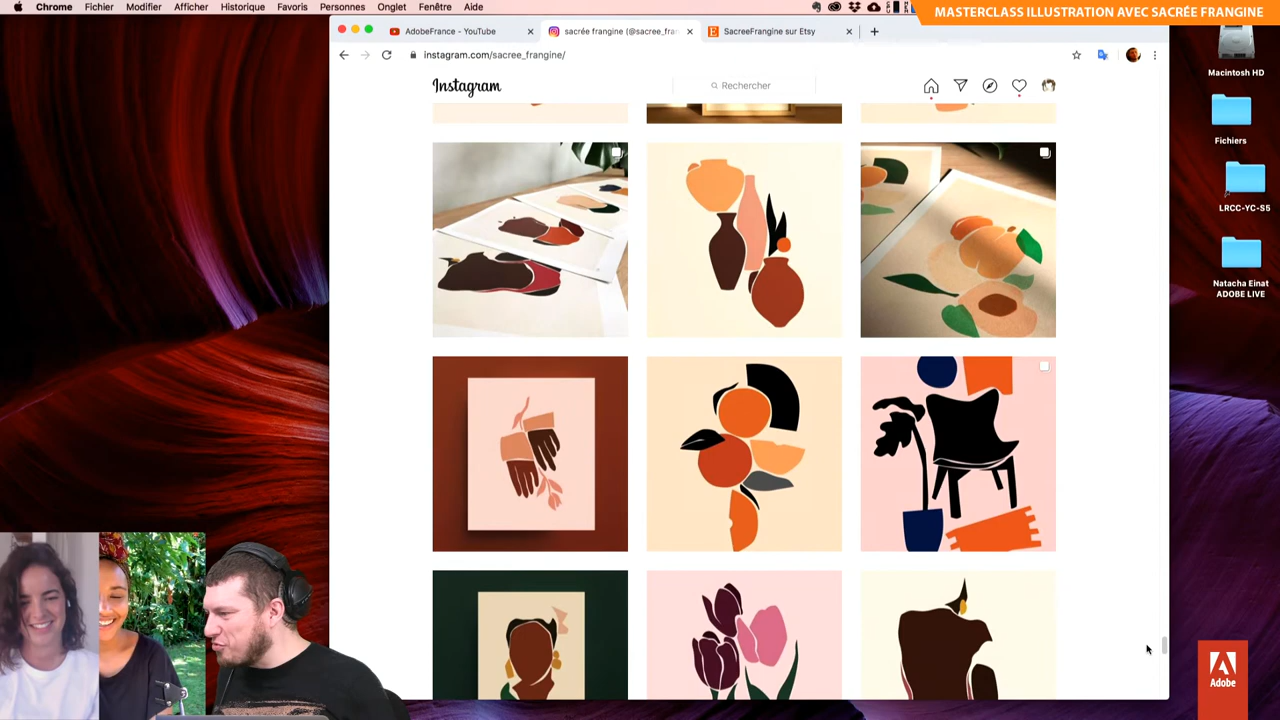 Chrome Fichier Modifier Afficher Historique Favoris Personnes Onglet Fenêtre Aide
MASTERCLASS ILLUSTRATION AVEC SACRÉE FRANGINE
AdobeFrance - YouTube
sacrée frangine (@sacree_fran
SacreeFrangine sur Etsy
instagram.com/sacree_frangine/
Instagram
Rechercher
Macintosh HD
Fichiers
LRCC-YC-S5
Natacha Einat
ADOBE LIVE
Adobe